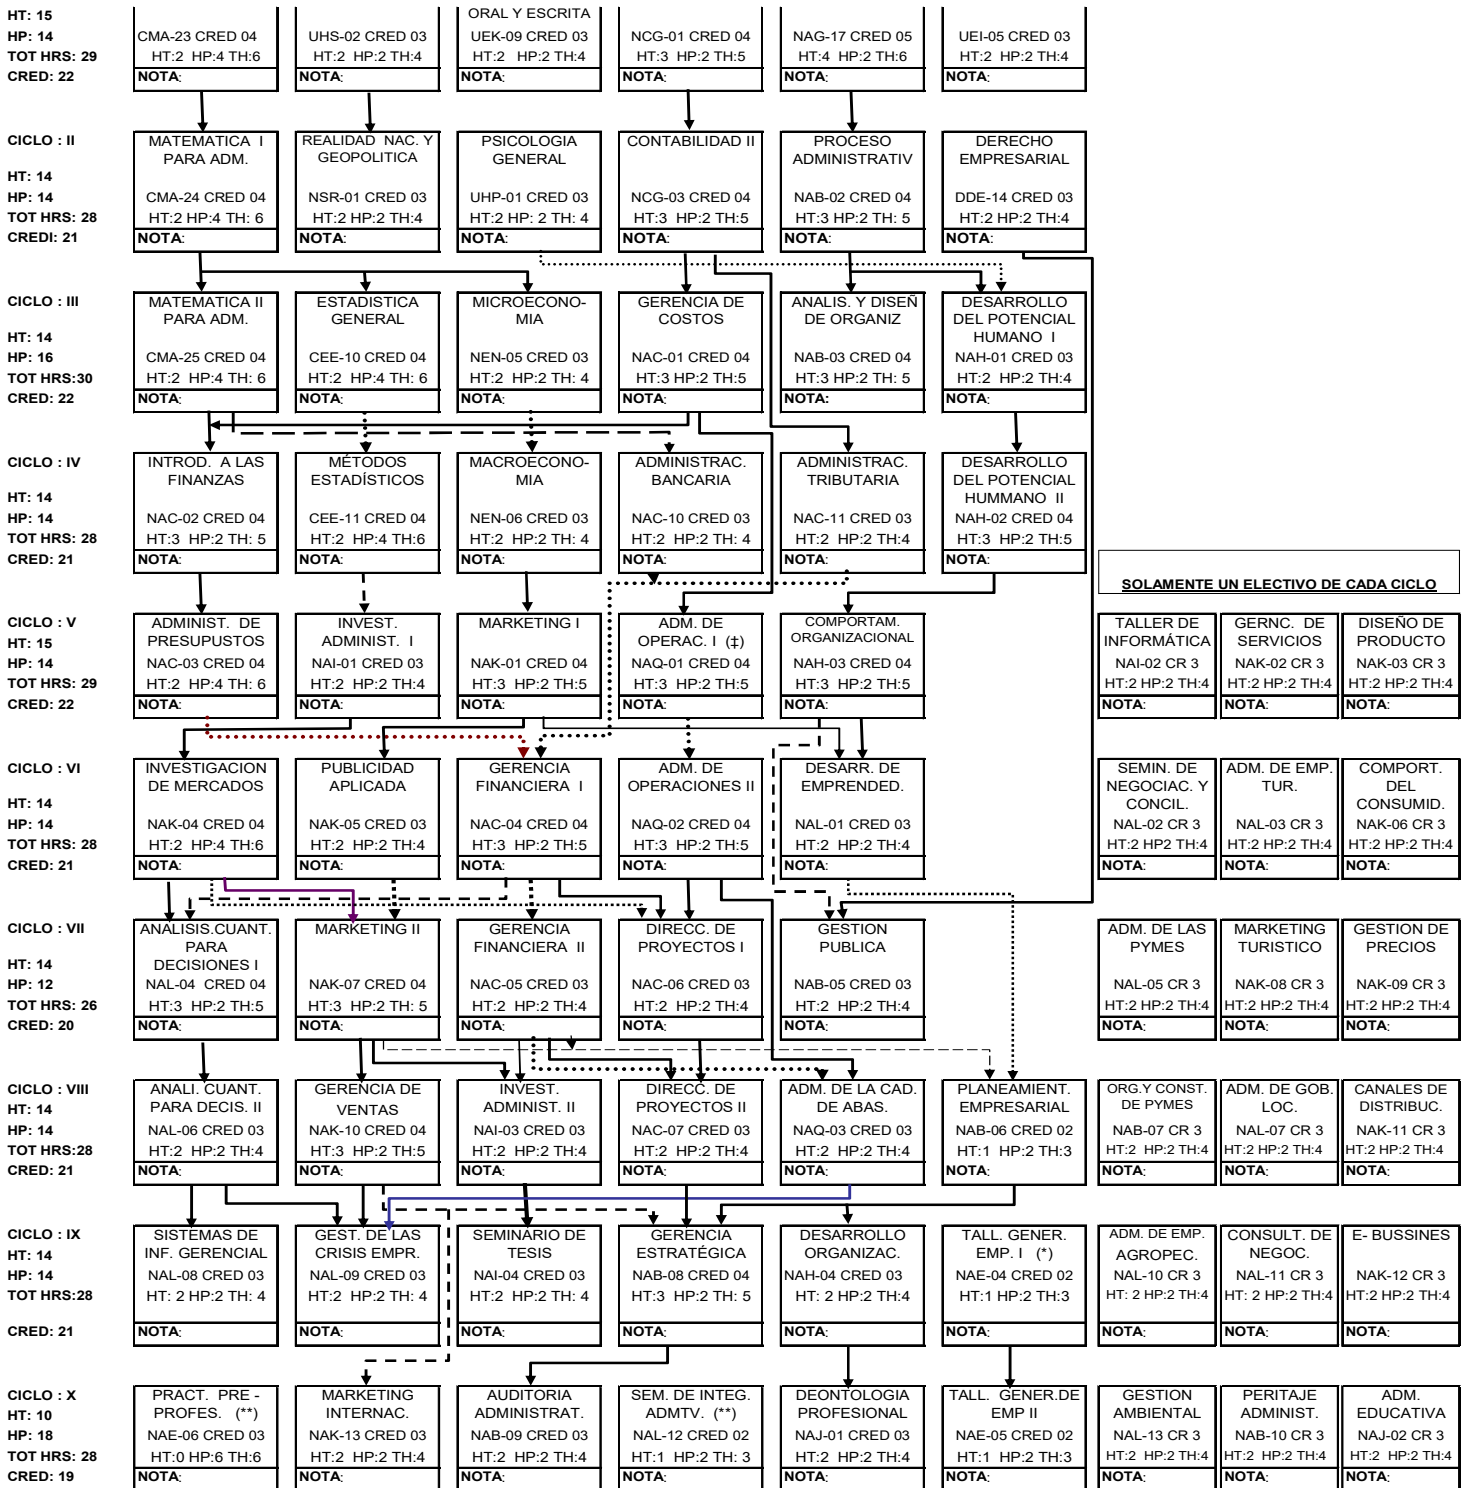 HT: 15
HP: 14
TOT HRS: 29
CRED: 22
CMA-23 CRED 04
HT:2 HP:4 TH:6
NOTA:
UHS-02 CRED 03
HT:2 HP:2 TH:4
NOTA:
ORAL Y ESCRITA
UEK-09 CRED 03
HT:2 HP:2 TH:4
NOTA:
NCG-01 CRED 04
HT:3 HP:2 TH:5
NOTA:
NAG-17 CRED 05
HT:4 HP:2 TH:6
NOTA:
UEI-05 CRED 03
HT:2 HP:2 TH:4
NOTA:
CICLO : II
HT: 14
HP: 14
TOT HRS: 28
CREDI: 21
MATEMATICA I
PARA ADM.
CMA-24 CRED 04
HT:2 HP:4 TH: 6
NOTA:
REALIDAD NAC. Y
GEOPOLITICA
NSR-01 CRED 03
HT:2 HP:2 TH:4
NOTA:
PSICOLOGIA
GENERAL
UHP-01 CRED 03
HT:2 HP: 2 TH: 4
NOTA:
CONTABILIDAD II
NCG-03 CRED 04
HT:3 HP:2 TH:5
NOTA:
PROCESO
ADMINISTRATIV
NAB-02 CRED 04
HT:3 HP:2 TH: 5
NOTA:
DERECHO
EMPRESARIAL
DDE-14 CRED 03
HT:2 HP:2 TH:4
NOTA:
CICLO : III
HT: 14
HP: 16
TOT HRS:30
CRED: 22
MATEMATICA II
PARA ADM.
CMA-25 CRED 04
HT:2 HP:4 TH: 6
NOTA:
ESTADISTICA
GENERAL
CEE-10 CRED 04
HT:2 HP:4 TH: 6
NOTA:
MICROECONO-
MIA
NEN-05 CRED 03
HT:2 HP:2 TH: 4
NOTA:
GERENCIA DE
COSTOS
NAC-01 CRED 04
HT:3 HP:2 TH:5
NOTA:
ANALIS. Y DISEÑ
DE ORGANIZ
NAB-03 CRED 04
HT:3 HP:2 TH: 5
NOTA:
DESARROLLO
DEL POTENCIAL
HUMANO I
NAH-01 CRED 03
HT:2 HP:2 TH:4
NOTA:
CICLO : IV
HT: 14
HP: 14
TOT HRS: 28
CRED: 21
INTROD. A LAS
FINANZAS
NAC-02 CRED 04
HT:3 HP:2 TH: 5
NOTA:
MÉTODOS
ESTADÍSTICOS
CEE-11 CRED 04
HT:2 HP:4 TH:6
NOTA:
MACROECONO-
MIA
NEN-06 CRED 03
HT:2 HP:2 TH: 4
NOTA:
ADMINISTRAC.
BANCARIA
NAC-10 CRED 03
HT:2 HP:2 TH: 4
NOTA:
ADMINISTRAC.
TRIBUTARIA
NAC-11 CRED 03
HT:2 HP:2 TH:4
NOTA:
DESARROLLO
DEL POTENCIAL
HUMMANO II
NAH-02 CRED 04
HT:3 HP:2 TH:5
NOTA:
SOLAMENTE UN ELECTIVO DE CADA CICLO
CICLO : V
HT: 15
HP: 14
TOT HRS: 29
CRED: 22
ADMINIST. DE
PRESUPUSTOS
NAC-03 CRED 04
HT:2 HP:4 TH: 6
NOTA:
INVEST.
ADMINIST. I
NAI-01 CRED 03
HT:2 HP:2 TH:4
NOTA:
MARKETING I
NAK-01 CRED 04
HT:3 HP:2 TH:5
NOTA:
ADM. DE
OPERAC. I (‡)
NAQ-01 CRED 04
HT:3 HP:2 TH:5
NOTA:
COMPORTAM.
ORGANIZACIONAL
NAH-03 CRED 04
HT:3 HP:2 TH:5
NOTA:
TALLER DE
INFORMÁTICA
NAI-02 CR 3
HT:2 HP:2 TH:4
NOTA:
GERNC. DE
SERVICIOS
NAK-02 CR 3
HT:2 HP:2 TH:4
NOTA:
DISEÑO DE
PRODUCTO
NAK-03 CR 3
HT:2 HP:2 TH:4
NOTA:
CICLO : VI
HT: 14
HP: 14
TOT HRS: 28
CRED: 21
INVESTIGACION
DE MERCADOS
NAK-04 CRED 04
HT:2 HP:4 TH:6
NOTA:
PUBLICIDAD
APLICADA
NAK-05 CRED 03
HT:2 HP:2 TH:4
NOTA:
GERENCIA
FINANCIERA I
NAC-04 CRED 04
HT:3 HP:2 TH:5
NOTA:
ADM. DE
OPERACIONES II
NAQ-02 CRED 04
HT:3 HP:2 TH:5
NOTA:
DESARR. DE
EMPRENDED.
NAL-01 CRED 03
HT:2 HP:2 TH:4
NOTA:
SEMIN. DE
NEGOCIAC. Y
CONCIL.
NAL-02 CR 3
HT:2 HP2 TH:4
NOTA:
ADM. DE EMP.
TUR.
NAL-03 CR 3
HT:2 HP:2 TH:4
NOTA:
COMPORT.
DEL
CONSUMID.
NAK-06 CR 3
HT:2 HP:2 TH:4
NOTA:
CICLO : VII
HT: 14
HP: 12
TOT HRS: 26
CRED: 20
ANALISIS.CUANT.
PARA
DECISIONES I
NAL-04 CRED 04
HT:3 HP:2 TH:5
NOTA:
MARKETING II
NAK-07 CRED 04
HT:3 HP:2 TH: 5
NOTA:
GERENCIA
FINANCIERA II
NAC-05 CRED 03
HT:2 HP:2 TH:4
NOTA:
DIRECC. DE
PROYECTOS I
NAC-06 CRED 03
HT:2 HP:2 TH:4
NOTA:
GESTION
PUBLICA
NAB-05 CRED 03
HT:2 HP:2 TH:4
NOTA:
ADM. DE LAS
PYMES
NAL-05 CR 3
HT:2 HP:2 TH:4
NOTA:
MARKETING
TURISTICO
NAK-08 CR 3
HT:2 HP:2 TH:4
NOTA:
GESTION DE
PRECIOS
NAK-09 CR 3
HT:2 HP:2 TH:4
NOTA:
CICLO : VIII
HT: 14
HP: 14
TOT HRS:28
CRED: 21
ANALI. CUANT.
PARA DECIS. II
NAL-06 CRED 03
HT:2 HP:2 TH:4
NOTA:
GERENCIA DE
VENTAS
NAK-10 CRED 04
HT:3 HP:2 TH:5
NOTA:
INVEST.
ADMINIST. II
NAI-03 CRED 03
HT:2 HP:2 TH:4
NOTA:
DIRECC. DE
PROYECTOS II
NAC-07 CRED 03
HT:2 HP:2 TH:4
NOTA:
ADM. DE LA CAD.
DE ABAS.
NAQ-03 CRED 03
HT:2 HP:2 TH:4
NOTA:
PLANEAMIENT.
EMPRESARIAL
NAB-06 CRED 02
HT:1 HP:2 TH:3
NOTA:
ORG.Y CONST.
DE PYMES
NAB-07 CR 3
HT:2 HP:2 TH:4
NOTA:
ADM. DE GOB.
LOC.
NAL-07 CR 3
HT:2 HP:2 TH:4
NOTA:
CANALES DE
DISTRIBUC.
NAK-11 CR 3
HT:2 HP:2 TH:4
NOTA:
CICLO : IX
HT: 14
HP: 14
TOT HRS:28
CRED: 21
SISTEMAS DE
INF. GERENCIAL
NAL-08 CRED 03
HT: 2 HP:2 TH: 4
NOTA:
GEST. DE LAS
CRISIS EMPR.
NAL-09 CRED 03
HT:2 HP:2 TH: 4
NOTA:
SEMINARIO DE
TESIS
NAI-04 CRED 03
HT:2 HP:2 TH: 4
NOTA:
GERENCIA
ESTRATÉGICA
NAB-08 CRED 04
HT:3 HP:2 TH: 5
NOTA:
DESARROLLO
ORGANIZAC.
NAH-04 CRED 03
HT: 2 HP:2 TH:4
NOTA:
TALL. GENER.
EMP. I (*)
NAE-04 CRED 02
HT:1 HP:2 TH:3
NOTA:
ADM. DE EMP.
AGROPEC.
NAL-10 CR 3
HT: 2 HP:2 TH:4
NOTA:
CONSULT. DE
NEGOC.
NAL-11 CR 3
HT: 2 HP:2 TH:4
NOTA:
E- BUSSINES
NAK-12 CR 3
HT:2 HP:2 TH:4
NOTA:
CICLO : X
HT: 10
HP: 18
TOT HRS: 28
CRED: 19
PRACT. PRE -
PROFES. (**)
NAE-06 CRED 03
HT:0 HP:6 TH:6
NOTA:
MARKETING
INTERNAC.
NAK-13 CRED 03
HT:2 HP:2 TH:4
NOTA:
AUDITORIA
ADMINISTRAT.
NAB-09 CRED 03
HT:2 HP:2 TH:4
NOTA:
SEM. DE INTEG.
ADMTV. (**)
NAL-12 CRED 02
HT:1 HP:2 TH: 3
NOTA:
DEONTOLOGIA
PROFESIONAL
NAJ-01 CRED 03
HT:2 HP:2 TH:4
NOTA:
TALL. GENER.DE
EMP II
NAE-05 CRED 02
HT:1 HP:2 TH:3
NOTA:
GESTION
AMBIENTAL
NAL-13 CR 3
HT:2 HP:2 TH:4
NOTA:
PERITAJE
ADMINIST.
NAB-10 CR 3
HT:2 HP:2 TH:4
NOTA:
ADM.
EDUCATIVA
NAJ-02 CR 3
HT:2 HP:2 TH:4
NOTA: